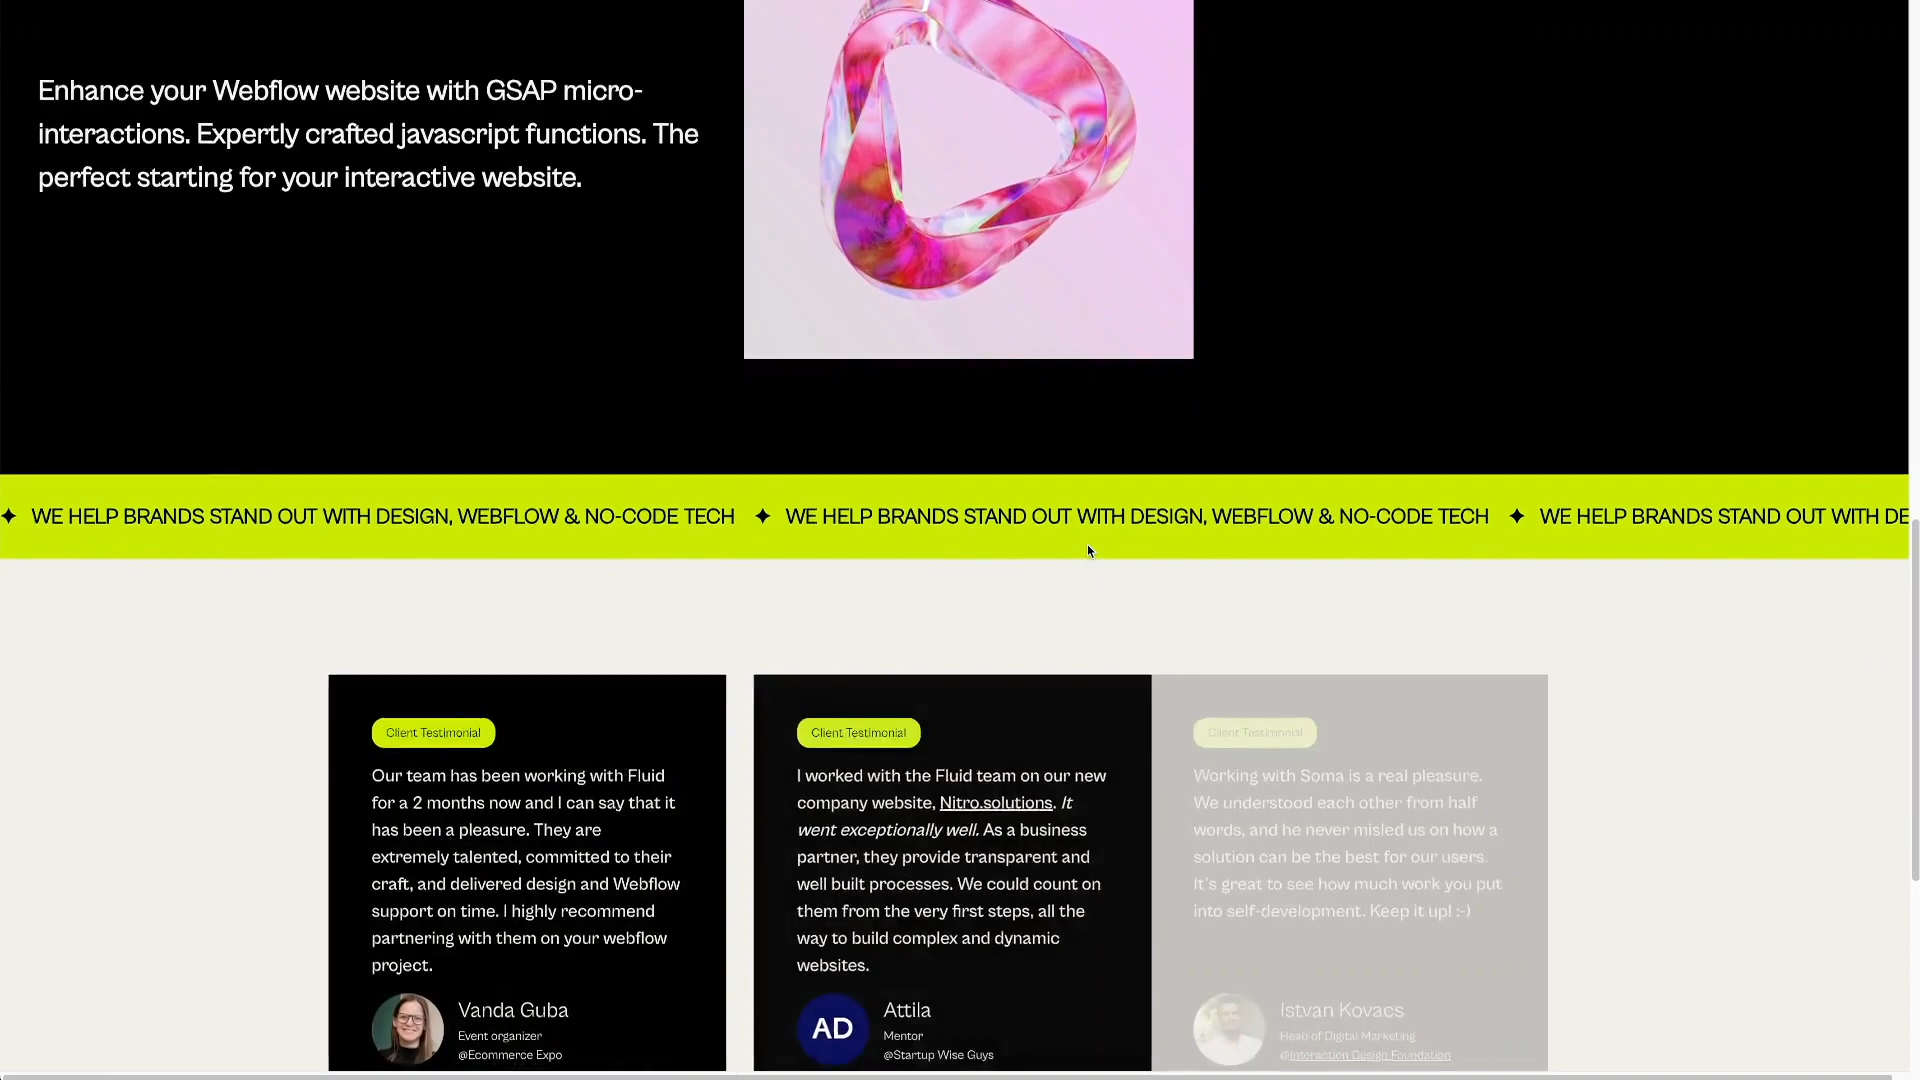 Enhance your Webflow website with GSAP micro-
interactions. Expertly crafted javascript functions. The
perfect starting for your interactive website.
✦ WE HELP BRANDS STAND OUT WITH DESIGN, WEBFLOW & NO-CODE TECH ✦ WE HELP BRANDS STAND OUT WITH DESIGN, WEBFLOW & NO-CODE TECH ✦ WE HELP BRANDS STAND OUT WITH DE
Client Testimonial
Our team has been working with Fluid
for a 2 months now and I can say that it
has been a pleasure. They are
extremely talented, committed to their
craft, and delivered design and Webflow
support on time. I highly recommend
partnering with them on your webflow
project.
Vanda Guba
Event organizer
@Ecommerce Expo
Client Testimonial
I worked with the Fluid team on our new
company website, Nitro.solutions. It
went exceptionally well. As a business
partner, they provide transparent and
well built processes. We could count on
them from the very first steps, all the
way to build complex and dynamic
websites.
AD
Attila
Mentor
@Startup Wise Guys
Client Testimonial
Working with Soma is a real pleasure.
We understood each other from half
words, and he never misled us on how a
solution can be the best for our users.
It's great to see how much work you put
into self-development. Keep it up! :-)
Istvan Kovacs
Head of Digital Marketing
@Interaction Design Foundation